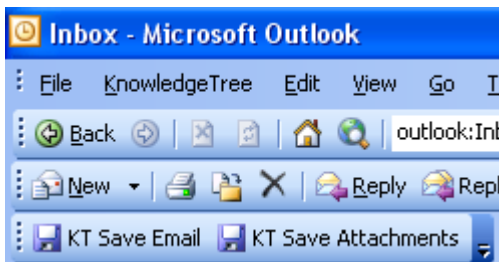 Inbox - Microsoft Outlook
File KnowledgeTree Edit View Go
Back outlook:Inb
New Reply Repl
KT Save Email KT Save Attachments